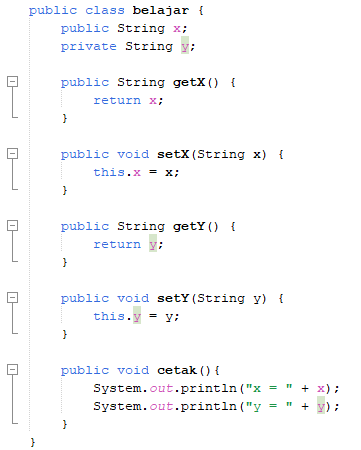 public class belajar {
    public String x;
    private String y;
    public String getX() {
        return x;
    }
    public void setX(String x) {
        this.x = x;
    }
    public String getY() {
        return y;
    }
    public void setY(String y) {
        this.y = y;
    }
    public void cetak(){
        System.out.println("x = " + x);
        System.out.println("y = " + y);
    }
}